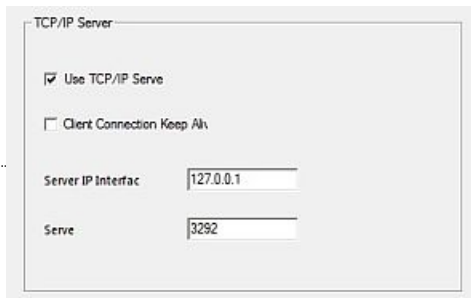 TCP/IP Server
Use TCP/IP Serve
Client Connection Keep Aliv
Server IP Interfac
127.0.0.1
Serve
3292